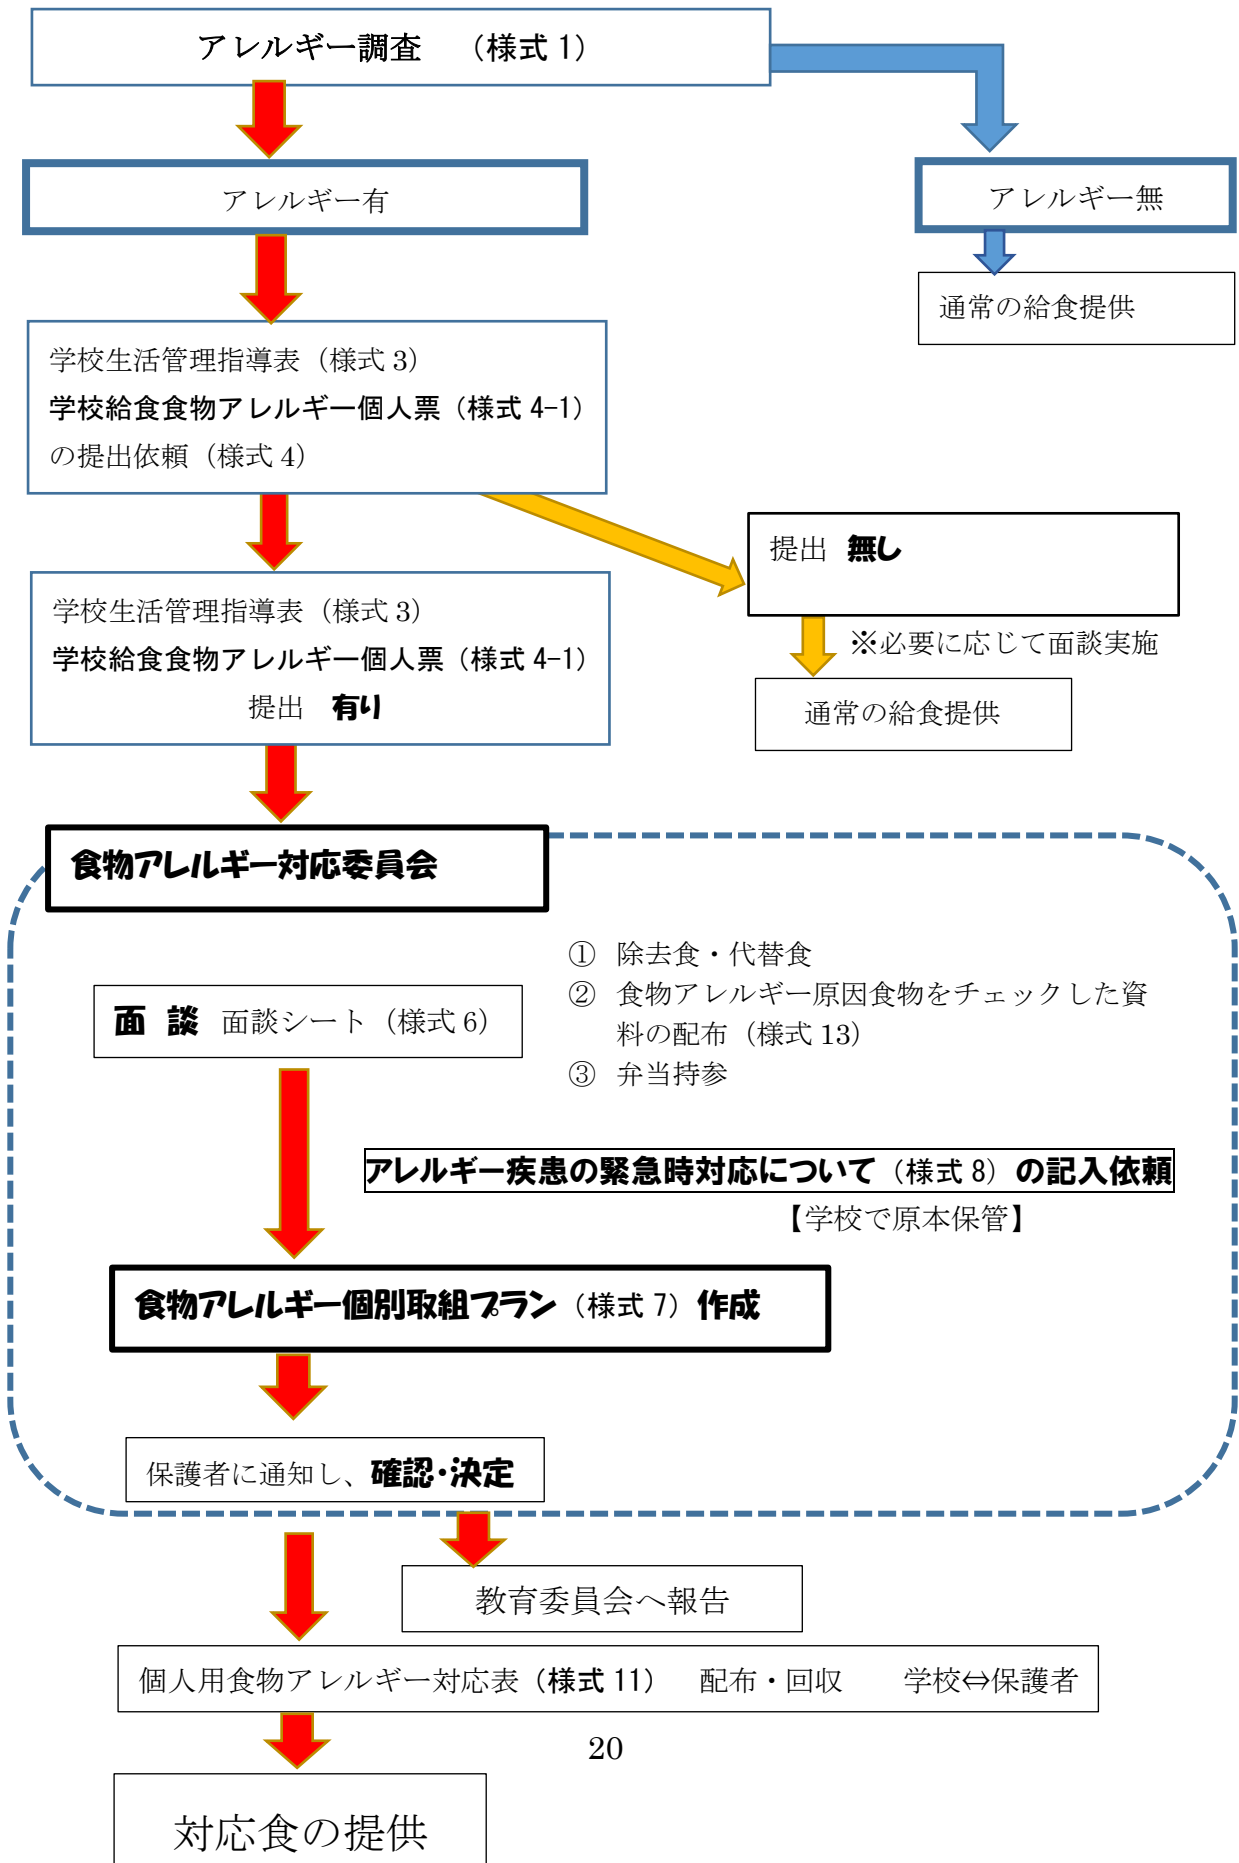 アレルギー調査 （様式 1）
アレルギー有
アレルギー無
通常の給食提供
学校生活管理指導表（様式 3）
学校給食食物アレルギー個人票（様式 4-1）
の提出依頼（様式 4）
提出 無し
※必要に応じて面談実施
通常の給食提供
学校生活管理指導表（様式 3）
学校給食食物アレルギー個人票（様式 4-1）
提出 有り
食物アレルギー対応委員会
① 除去食・代替食
② 食物アレルギー原因食物をチェックした資
料の配布（様式 13）
③ 弁当持参
面 談 面談シート（様式 6）
アレルギー疾患の緊急時対応について（様式 8）の記入依頼
【学校で原本保管】
食物アレルギー個別取組プラン（様式 7）作成
保護者に通知し、確認・決定
教育委員会へ報告
個人用食物アレルギー対応表（様式 11） 配布・回収 学校⇔保護者
20
対応食の提供